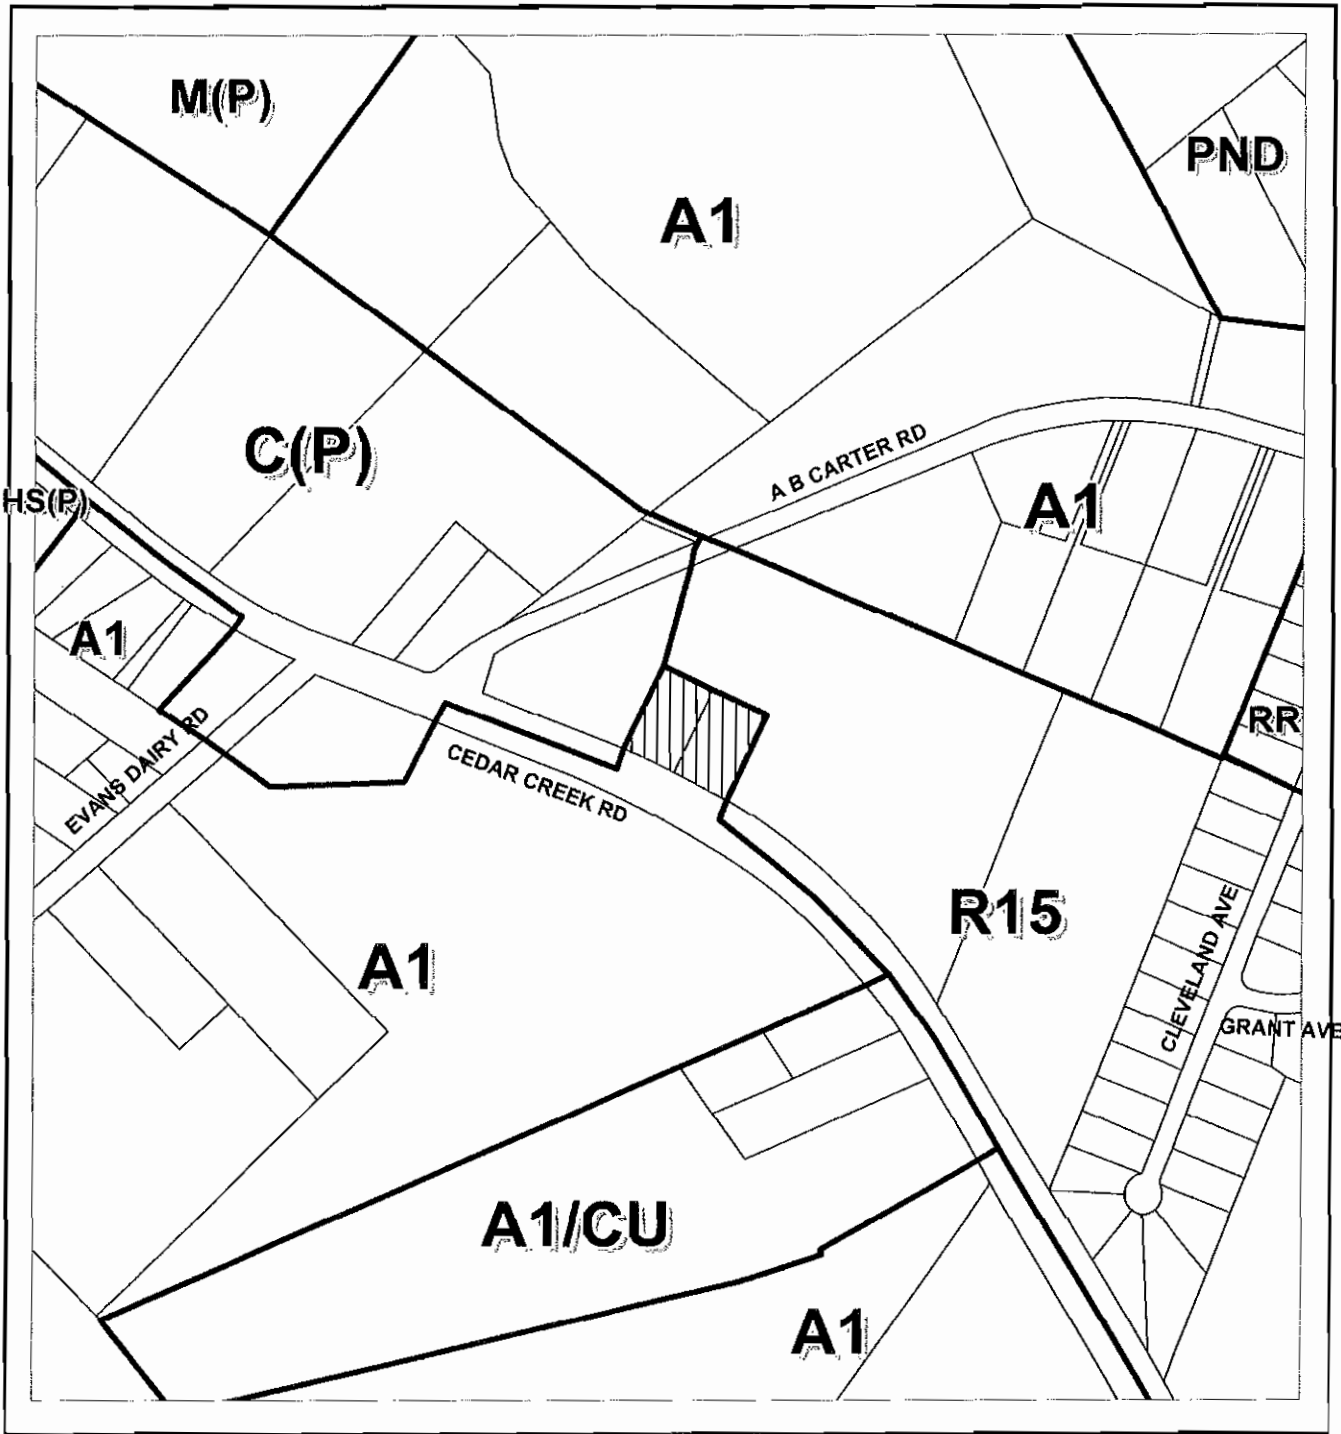 M(P)
PND
A1
A B CARTER RD
C(P)
HS(P)
A1
A1
RR
EVANS DAIRY RD
CEDAR CREEK RD
R15
CLEVELAND AVE
A1
GRANT AVE
A1/CU
A1